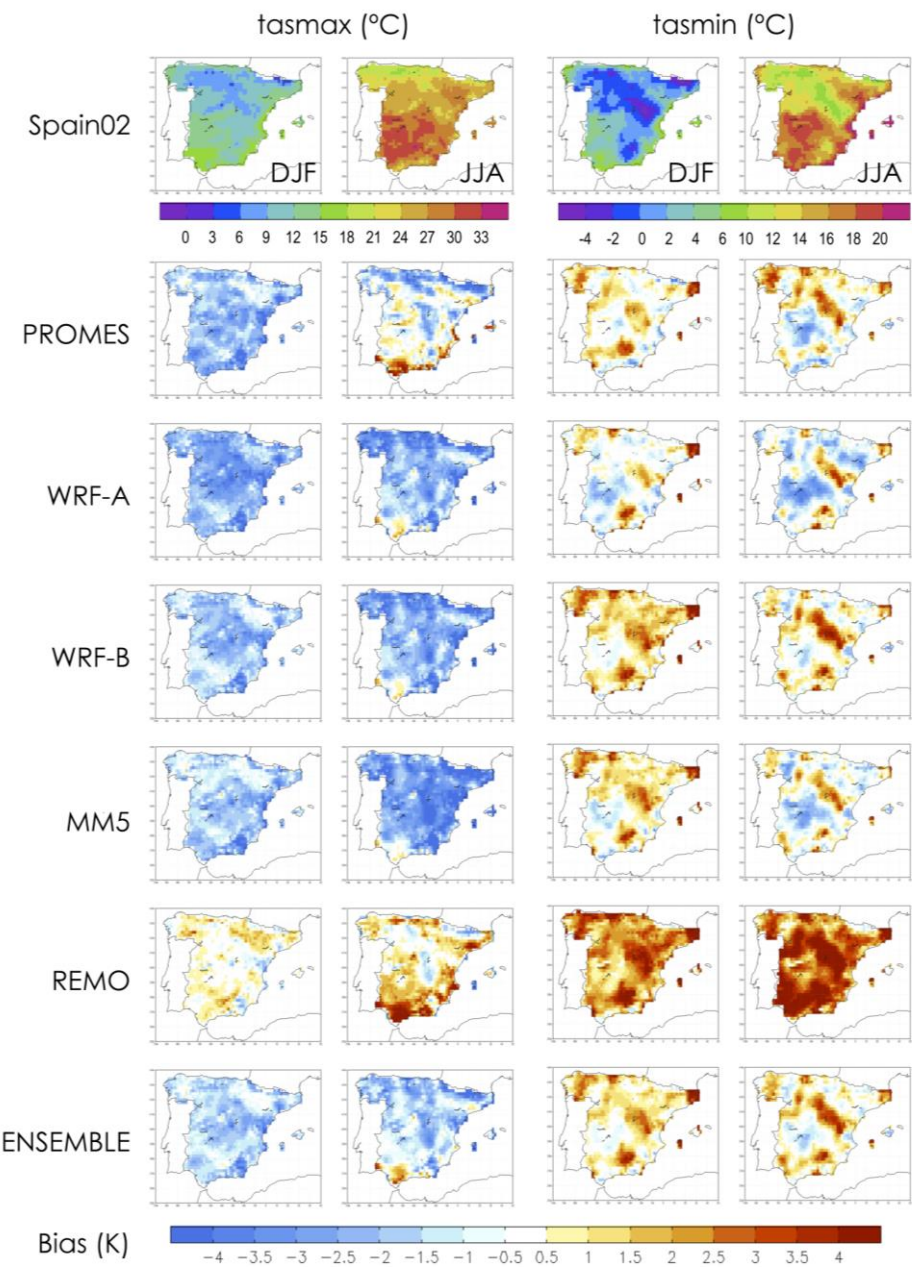 tasmax (ºC) tasmin (ºC)
Spain02
DJF JJA DJF JJA
0 3 6 9 12 15 18 21 24 27 30 33
-4 -2 0 2 4 6 10 12 14 16 18 20
PROMES
WRF-A
WRF-B
MM5
REMO
ENSEMBLE
Bias (K)
−4 −3.5 −3 −2.5 −2 −1.5 −1 −0.5 0.5 1 1.5 2 2.5 3 3.5 4